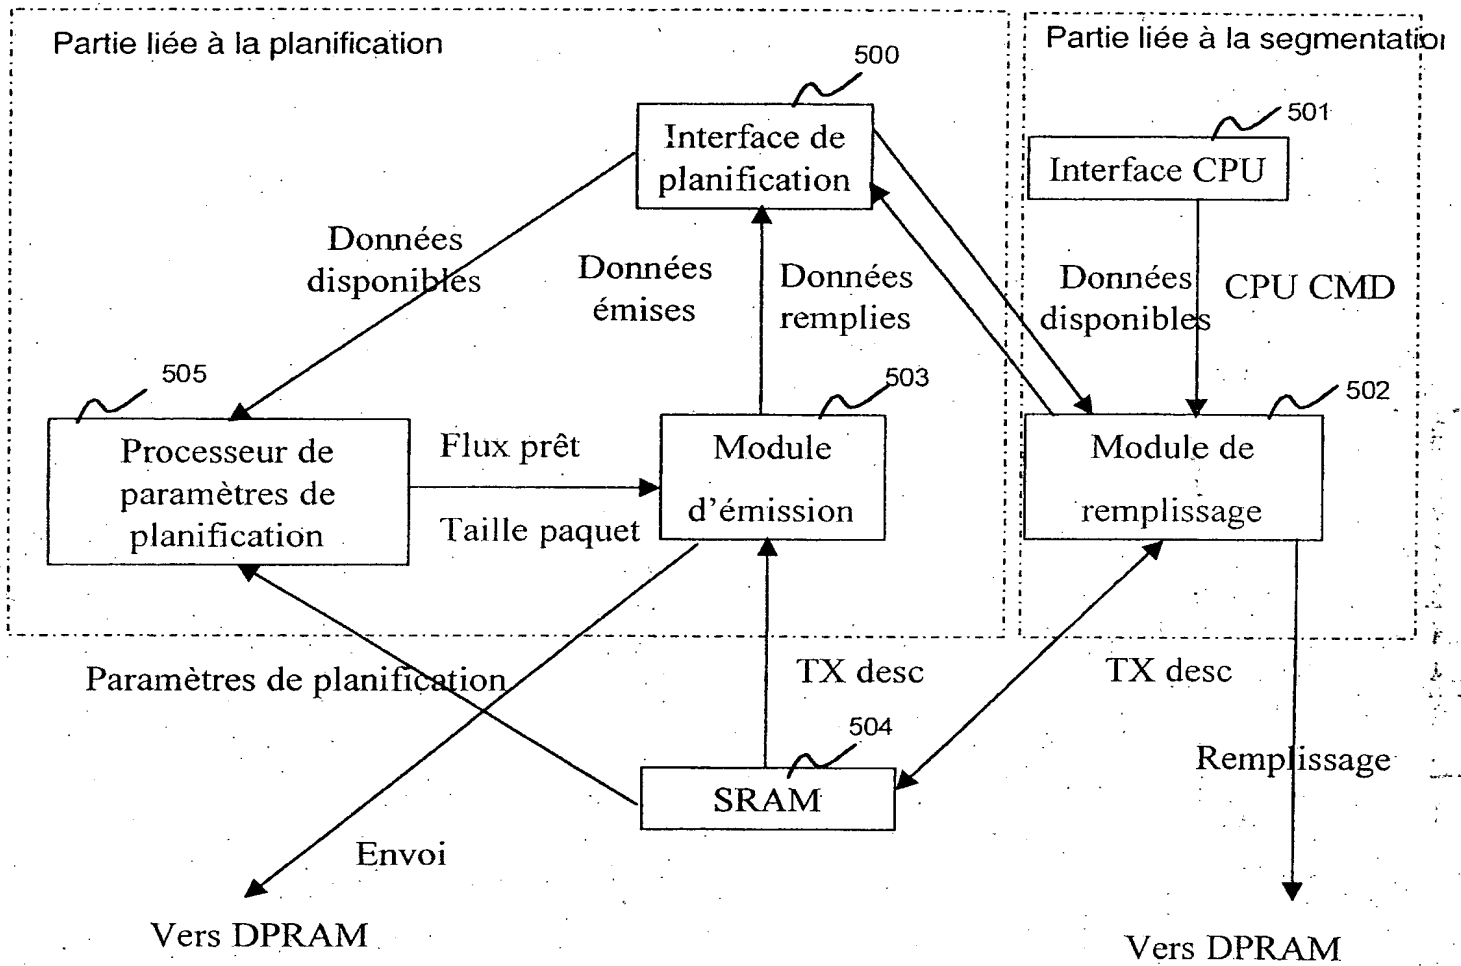 Partie liée à la planification
Partie liée à la segmentation
500
501
Interface de
planification
Interface CPU
Données
disponibles
Données
émises
Données
remplies
Données
disponibles
CPU CMD
505
503
502
Processeur de
paramètres de
planification
Flux prêt
Taille paquet
Module
d'émission
Module de
remplissage
Paramètres de planification
TX desc
TX desc
504
SRAM
Remplissage
Envoi
Vers DPRAM
Vers DPRAM